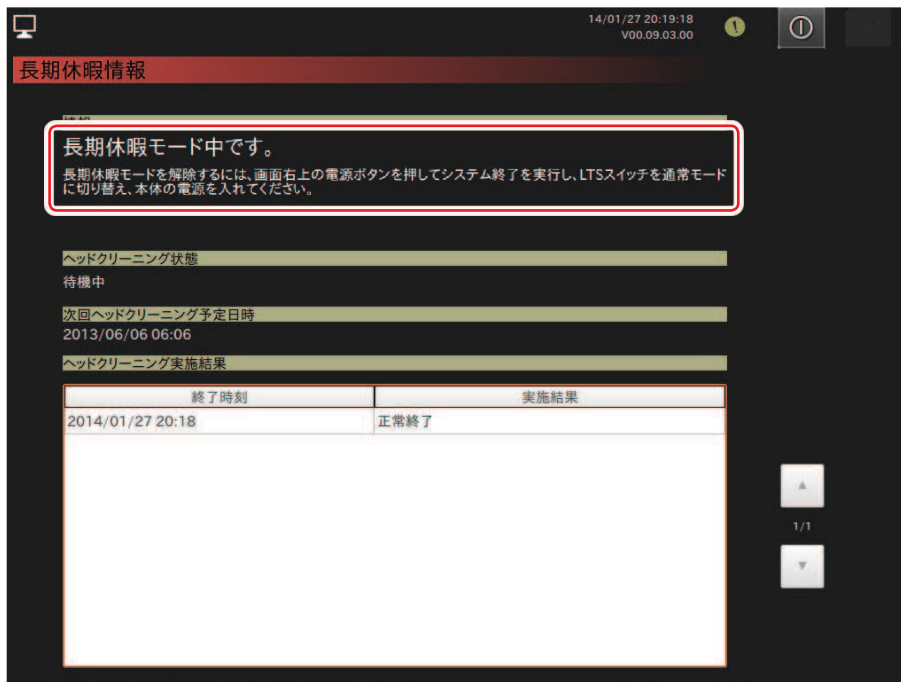 14/01/27 20:19:18
V00.09.03.00
長期休暇情報
長期休暇モード中です。
長期休暇モードを解除するには、画面右上の電源ボタンを押してシステム終了を実行し、LTSスイッチを通常モード
に切り替え、本体の電源を入れてください。
ヘッドクリーニング状態
待機中
次回ヘッドクリーニング予定日時
2013/06/06 06:06
ヘッドクリーニング実施結果
終了時刻 実施結果
2014/01/27 20:18 正常終了
1/1